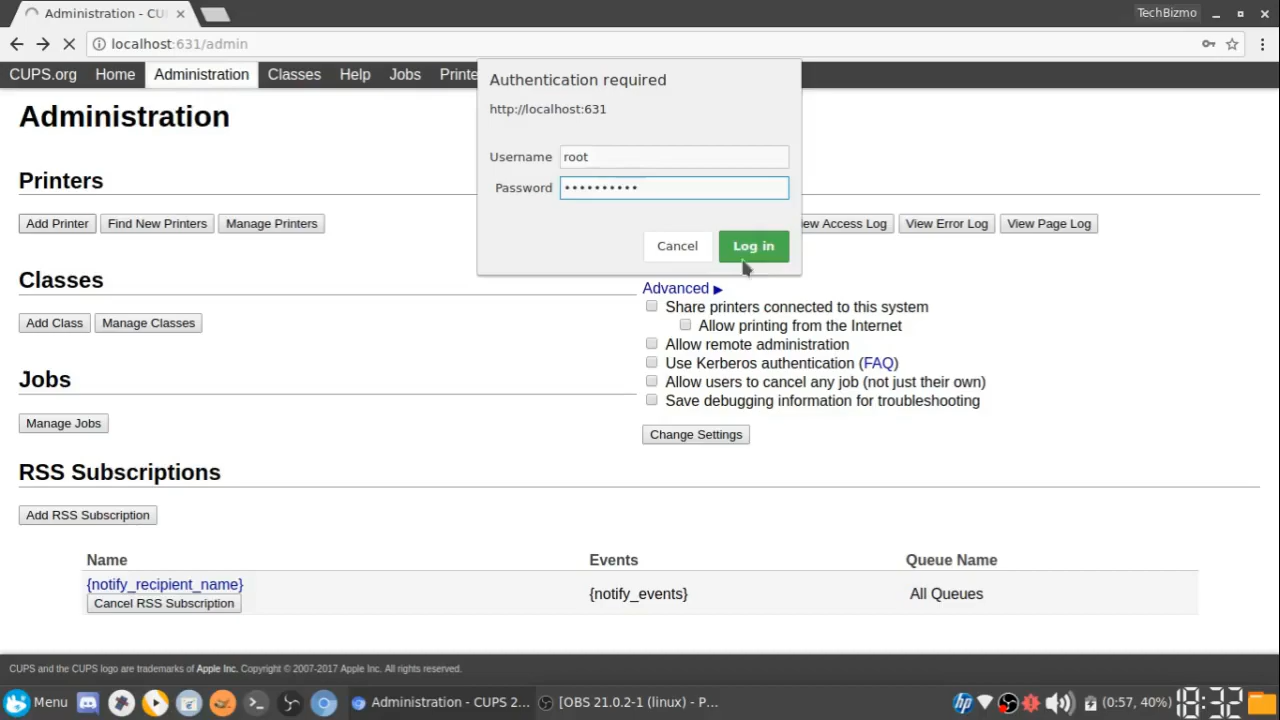 Administration - CU
TechBizmo
localhost:631/admin
CUPS.org Home Administration Classes Help Jobs Printe
Authentication required
http://localhost:631
Username root
Password ••••••••••
Cancel Log in
Administration
Printers
Add Printer Find New Printers Manage Printers
ew Access Log View Error Log View Page Log
Classes
Add Class Manage Classes
Advanced ▶
Share printers connected to this system
Allow printing from the Internet
Allow remote administration
Use Kerberos authentication (FAQ)
Allow users to cancel any job (not just their own)
Save debugging information for troubleshooting
Change Settings
Jobs
Manage Jobs
RSS Subscriptions
Add RSS Subscription
Name Events Queue Name
{notify_recipient_name} {notify_events} All Queues
Cancel RSS Subscription
CUPS and the CUPS logo are trademarks of Apple Inc. Copyright © 2007-2017 Apple Inc. All rights reserved.
Menu Administration - CUPS 2... [OBS 21.0.2-1 (linux) - P... hp (0:57, 40%) 18:32